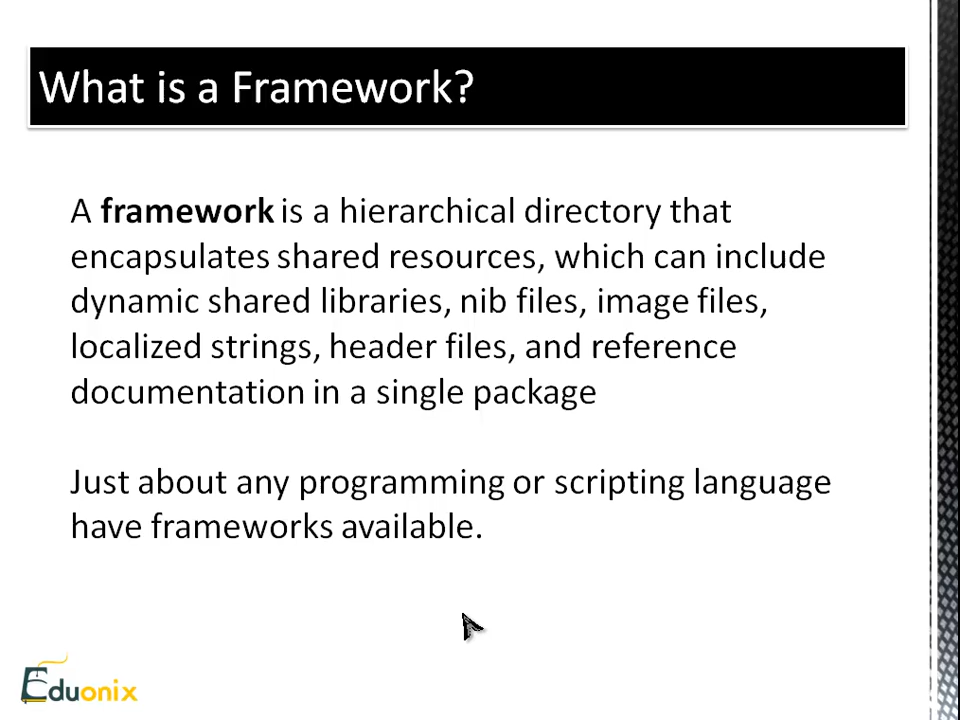 What is a Framework?
A framework is a hierarchical directory that
encapsulates shared resources, which can include
dynamic shared libraries, nib files, image files,
localized strings, header files, and reference
documentation in a single package
Just about any programming or scripting language
have frameworks available.
Eduonix